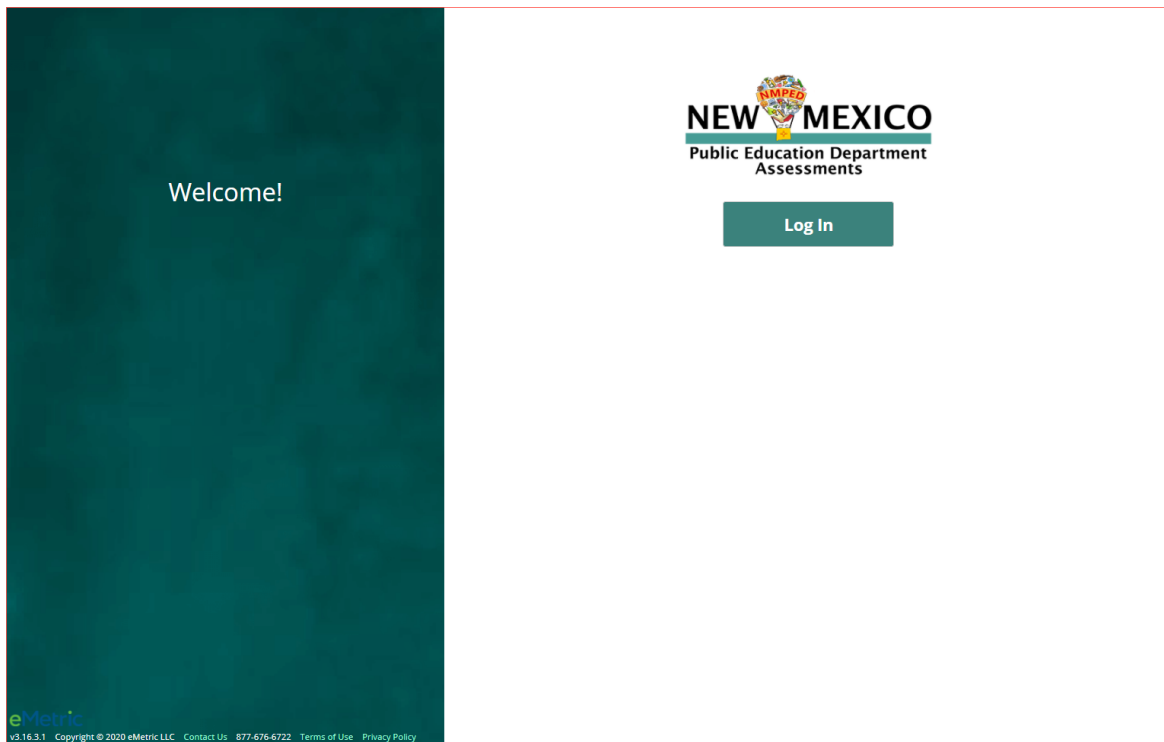 Welcome!
NMPED
NEW MEXICO
Public Education Department
Assessments
Log In
eMetric
v3.16.3.1 Copyright © 2020 eMetric LLC Contact Us 877-676-6722 Terms of Use Privacy Policy